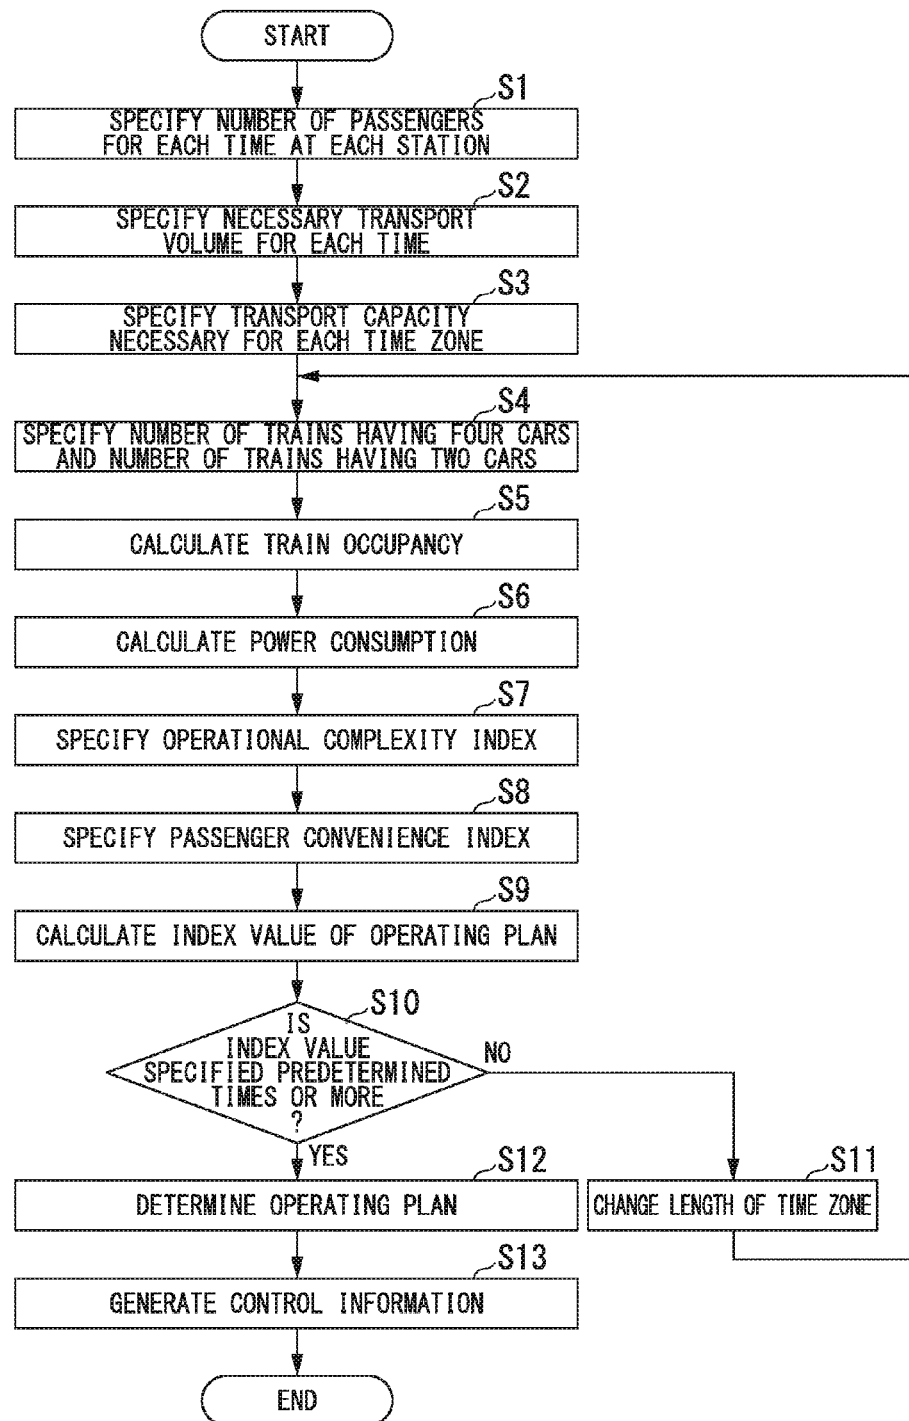 START
S1
SPECIFY NUMBER OF PASSENGERS
FOR EACH TIME AT EACH STATION
S2
SPECIFY NECESSARY TRANSPORT
VOLUME FOR EACH TIME
S3
SPECIFY TRANSPORT CAPACITY
NECESSARY FOR EACH TIME ZONE
S4
SPECIFY NUMBER OF TRAINS HAVING FOUR CARS
AND NUMBER OF TRAINS HAVING TWO CARS
S5
CALCULATE TRAIN OCCUPANCY
S6
CALCULATE POWER CONSUMPTION
S7
SPECIFY OPERATIONAL COMPLEXITY INDEX
S8
SPECIFY PASSENGER CONVENIENCE INDEX
S9
CALCULATE INDEX VALUE OF OPERATING PLAN
S10
IS
INDEX VALUE
SPECIFIED PREDETERMINED
TIMES OR MORE
?
NO
YES
S11
CHANGE LENGTH OF TIME ZONE
S12
DETERMINE OPERATING PLAN
S13
GENERATE CONTROL INFORMATION
END